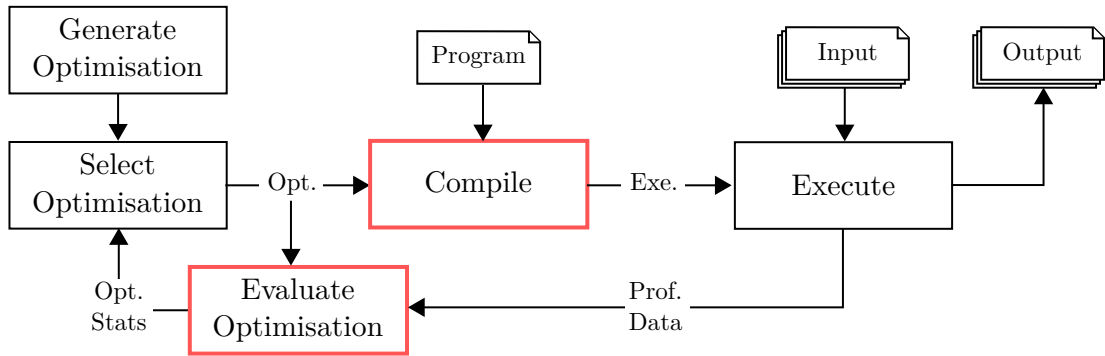 Generate
Optimisation
Program
Input
Output
Select
Optimisation
Opt.
Compile
Exe.
Execute
Opt.
Stats
Evaluate
Optimisation
Prof.
Data